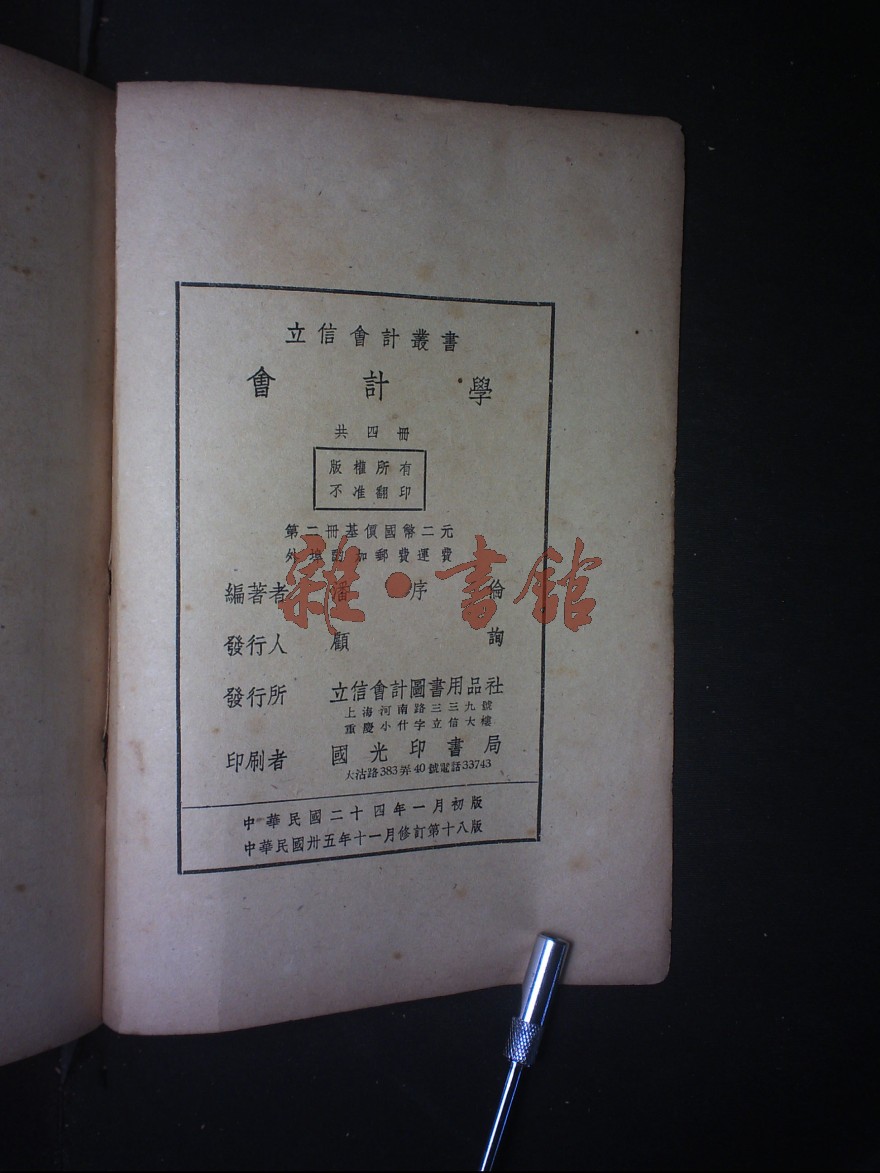 立信會計叢書
會計學
共四冊
版權所有
不准翻印
第二冊基價國幣二元
外埠酌加郵費運費
編著者 潘序倫
發行人 顧詢
發行所 立信會計圖書用品社
上海河南路三三九號
重慶小什字立信大樓
印刷者 國光印書局
大沽路383弄40號電話33743
中華民國二十四年一月初版
中華民國卅五年十一月修訂第十八版
雜·書館